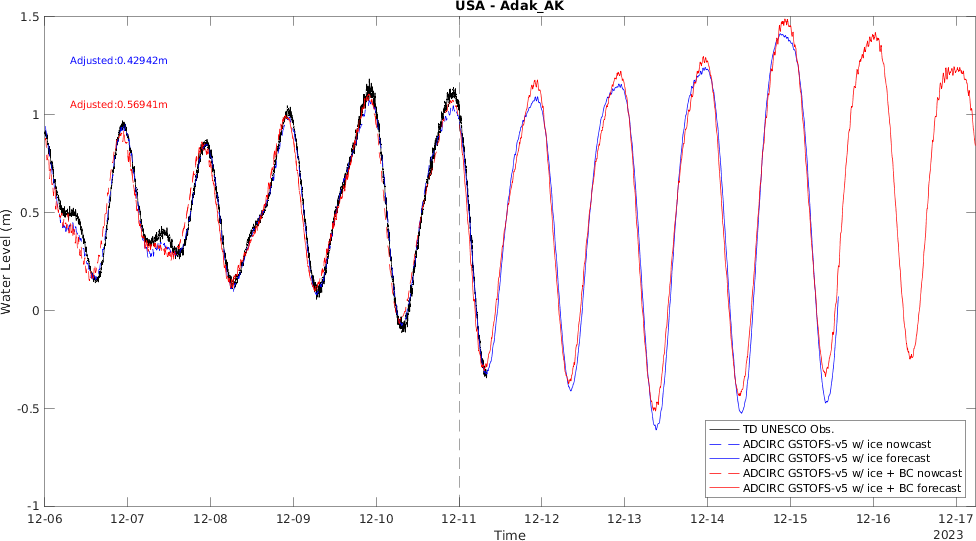 USA - Adak_AK
1.5
1
0.5
0
-0.5
-1
Water Level (m)
Adjusted:0.42942m
Adjusted:0.56941m
TD UNESCO Obs.
ADCIRC GSTOFS-v5 w/ ice nowcast
ADCIRC GSTOFS-v5 w/ ice forecast
ADCIRC GSTOFS-v5 w/ ice + BC nowcast
ADCIRC GSTOFS-v5 w/ ice + BC forecast
12-06 12-07 12-08 12-09 12-10 12-11 12-12 12-13 12-14 12-15 12-16 12-17
Time
2023